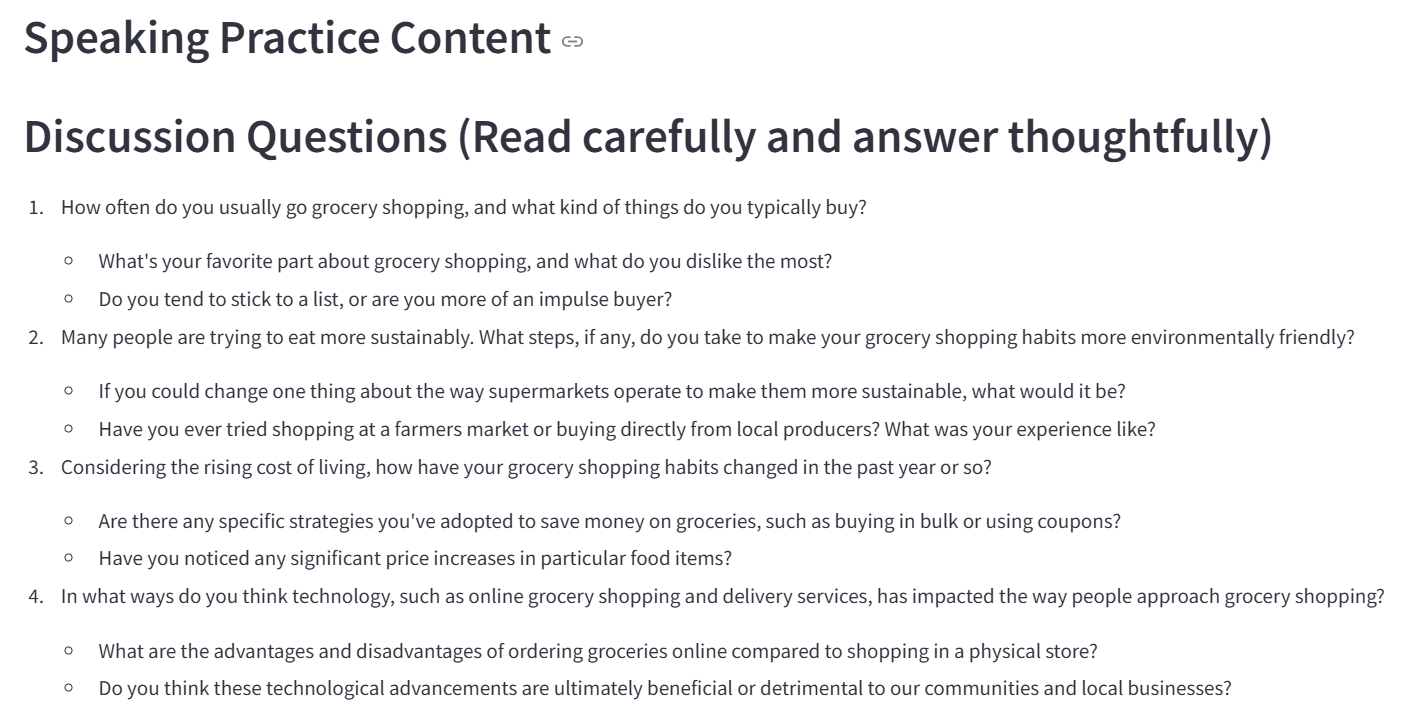 Speaking Practice Content
Discussion Questions (Read carefully and answer thoughtfully)
1. How often do you usually go grocery shopping, and what kind of things do you typically buy?
○ What's your favorite part about grocery shopping, and what do you dislike the most?
○ Do you tend to stick to a list, or are you more of an impulse buyer?
2. Many people are trying to eat more sustainably. What steps, if any, do you take to make your grocery shopping habits more environmentally friendly?
○ If you could change one thing about the way supermarkets operate to make them more sustainable, what would it be?
○ Have you ever tried shopping at a farmers market or buying directly from local producers? What was your experience like?
3. Considering the rising cost of living, how have your grocery shopping habits changed in the past year or so?
○ Are there any specific strategies you've adopted to save money on groceries, such as buying in bulk or using coupons?
○ Have you noticed any significant price increases in particular food items?
4. In what ways do you think technology, such as online grocery shopping and delivery services, has impacted the way people approach grocery shopping?
○ What are the advantages and disadvantages of ordering groceries online compared to shopping in a physical store?
○ Do you think these technological advancements are ultimately beneficial or detrimental to our communities and local businesses?